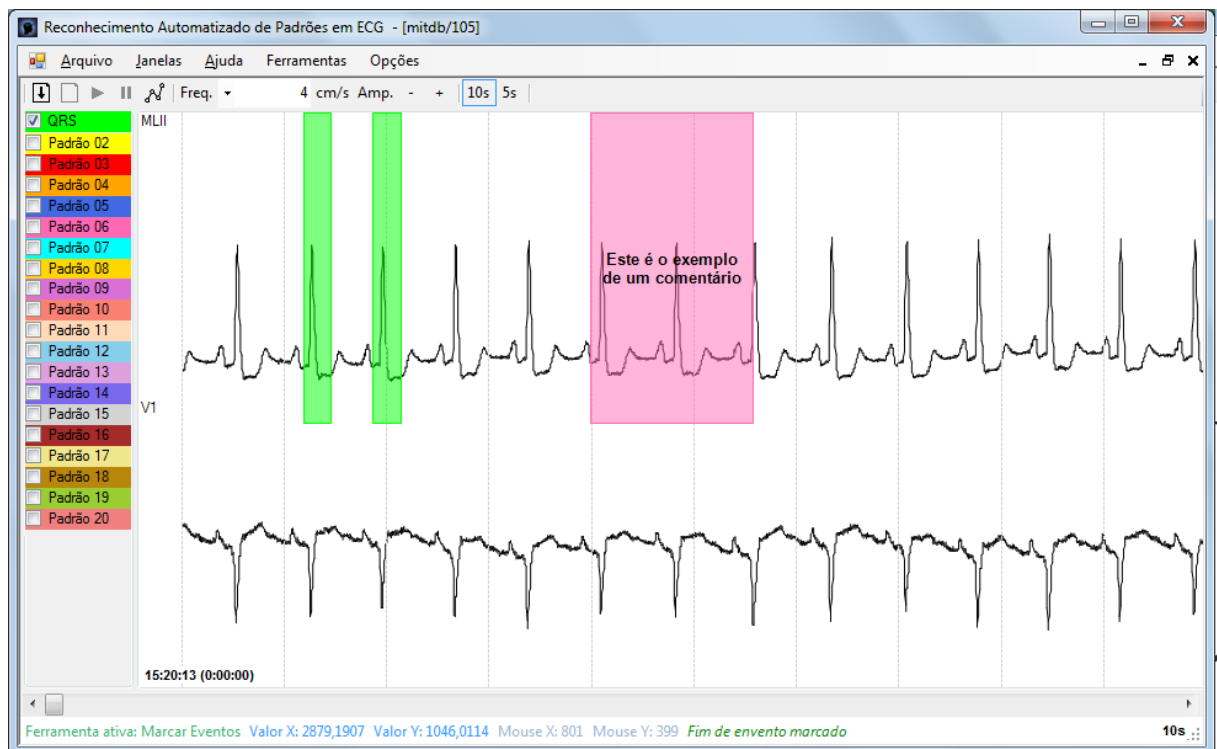 Reconhecimento Automatizado de Padrões em ECG - [mitdb/105]
Arquivo Janelas Ajuda Ferramentas Opções
Freq. 4 cm/s Amp. - + 10s 5s
QRS
Padrão 02
Padrão 03
Padrão 04
Padrão 05
Padrão 06
Padrão 07
Padrão 08
Padrão 09
Padrão 10
Padrão 11
Padrão 12
Padrão 13
Padrão 14
Padrão 15
Padrão 16
Padrão 17
Padrão 18
Padrão 19
Padrão 20
MLII
Este é o exemplo
de um comentário
V1
15:20:13 (0:00:00)
Ferramenta ativa: Marcar Eventos Valor X: 2879,1907 Valor Y: 1046,0114 Mouse X: 801 Mouse Y: 399 Fim de envento marcado 10s